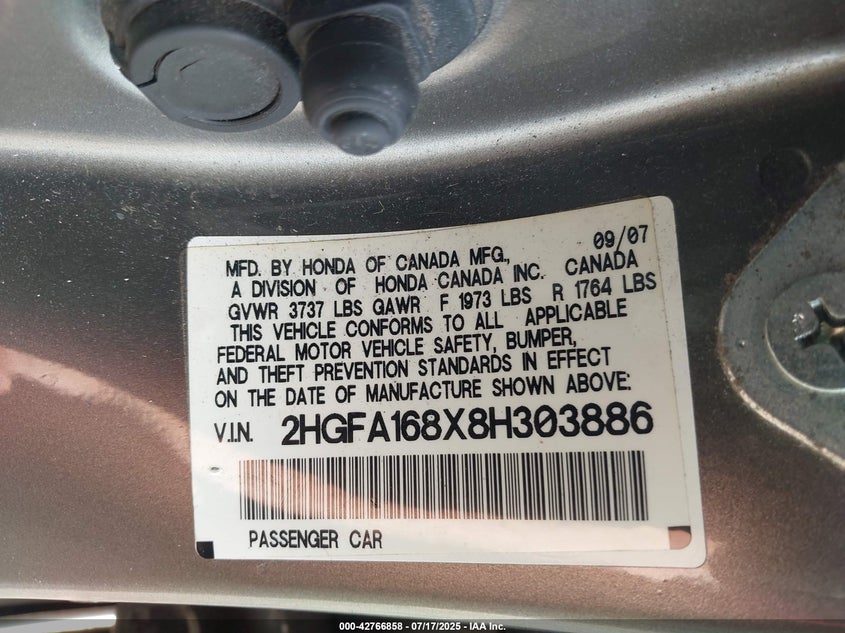 09/07
MFD. BY HONDA OF CANADA MFG.,
A DIVISION OF HONDA CANADA INC. CANADA
GVWR 3737 LBS GAWR F 1973 LBS R 1764 LBS
THIS VEHICLE CONFORMS TO ALL APPLICABLE
FEDERAL MOTOR VEHICLE SAFETY, BUMPER,
AND THEFT PREVENTION STANDARDS IN EFFECT
ON THE DATE OF MANUFACTURE SHOWN ABOVE:
V.I.N. 2HGFA168X8H303886
PASSENGER CAR
000-42766858 - 07/17/2025 - IAA Inc.